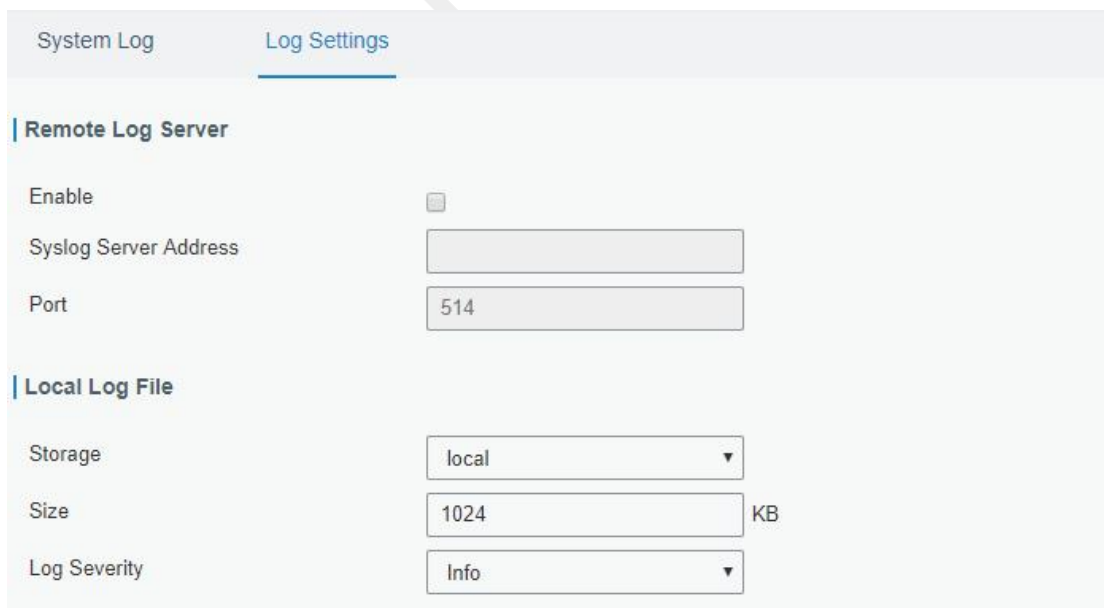 System Log Log Settings
Remote Log Server
Enable
Syslog Server Address
Port 514
Local Log File
Storage local
Size 1024 KB
Log Severity Info